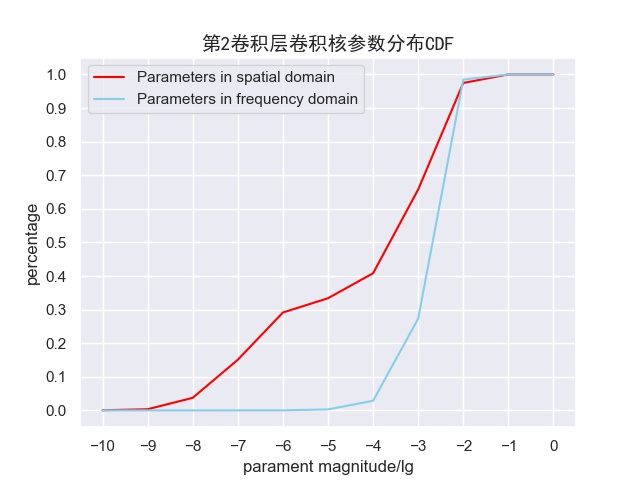 第2卷积层卷积核参数分布CDF
Parameters in spatial domain
Parameters in frequency domain
percentage
1.0
0.9
0.8
0.7
0.6
0.5
0.4
0.3
0.2
0.1
0.0
−10 −9 −8 −7 −6 −5 −4 −3 −2 −1 0
parament magnitude/lg